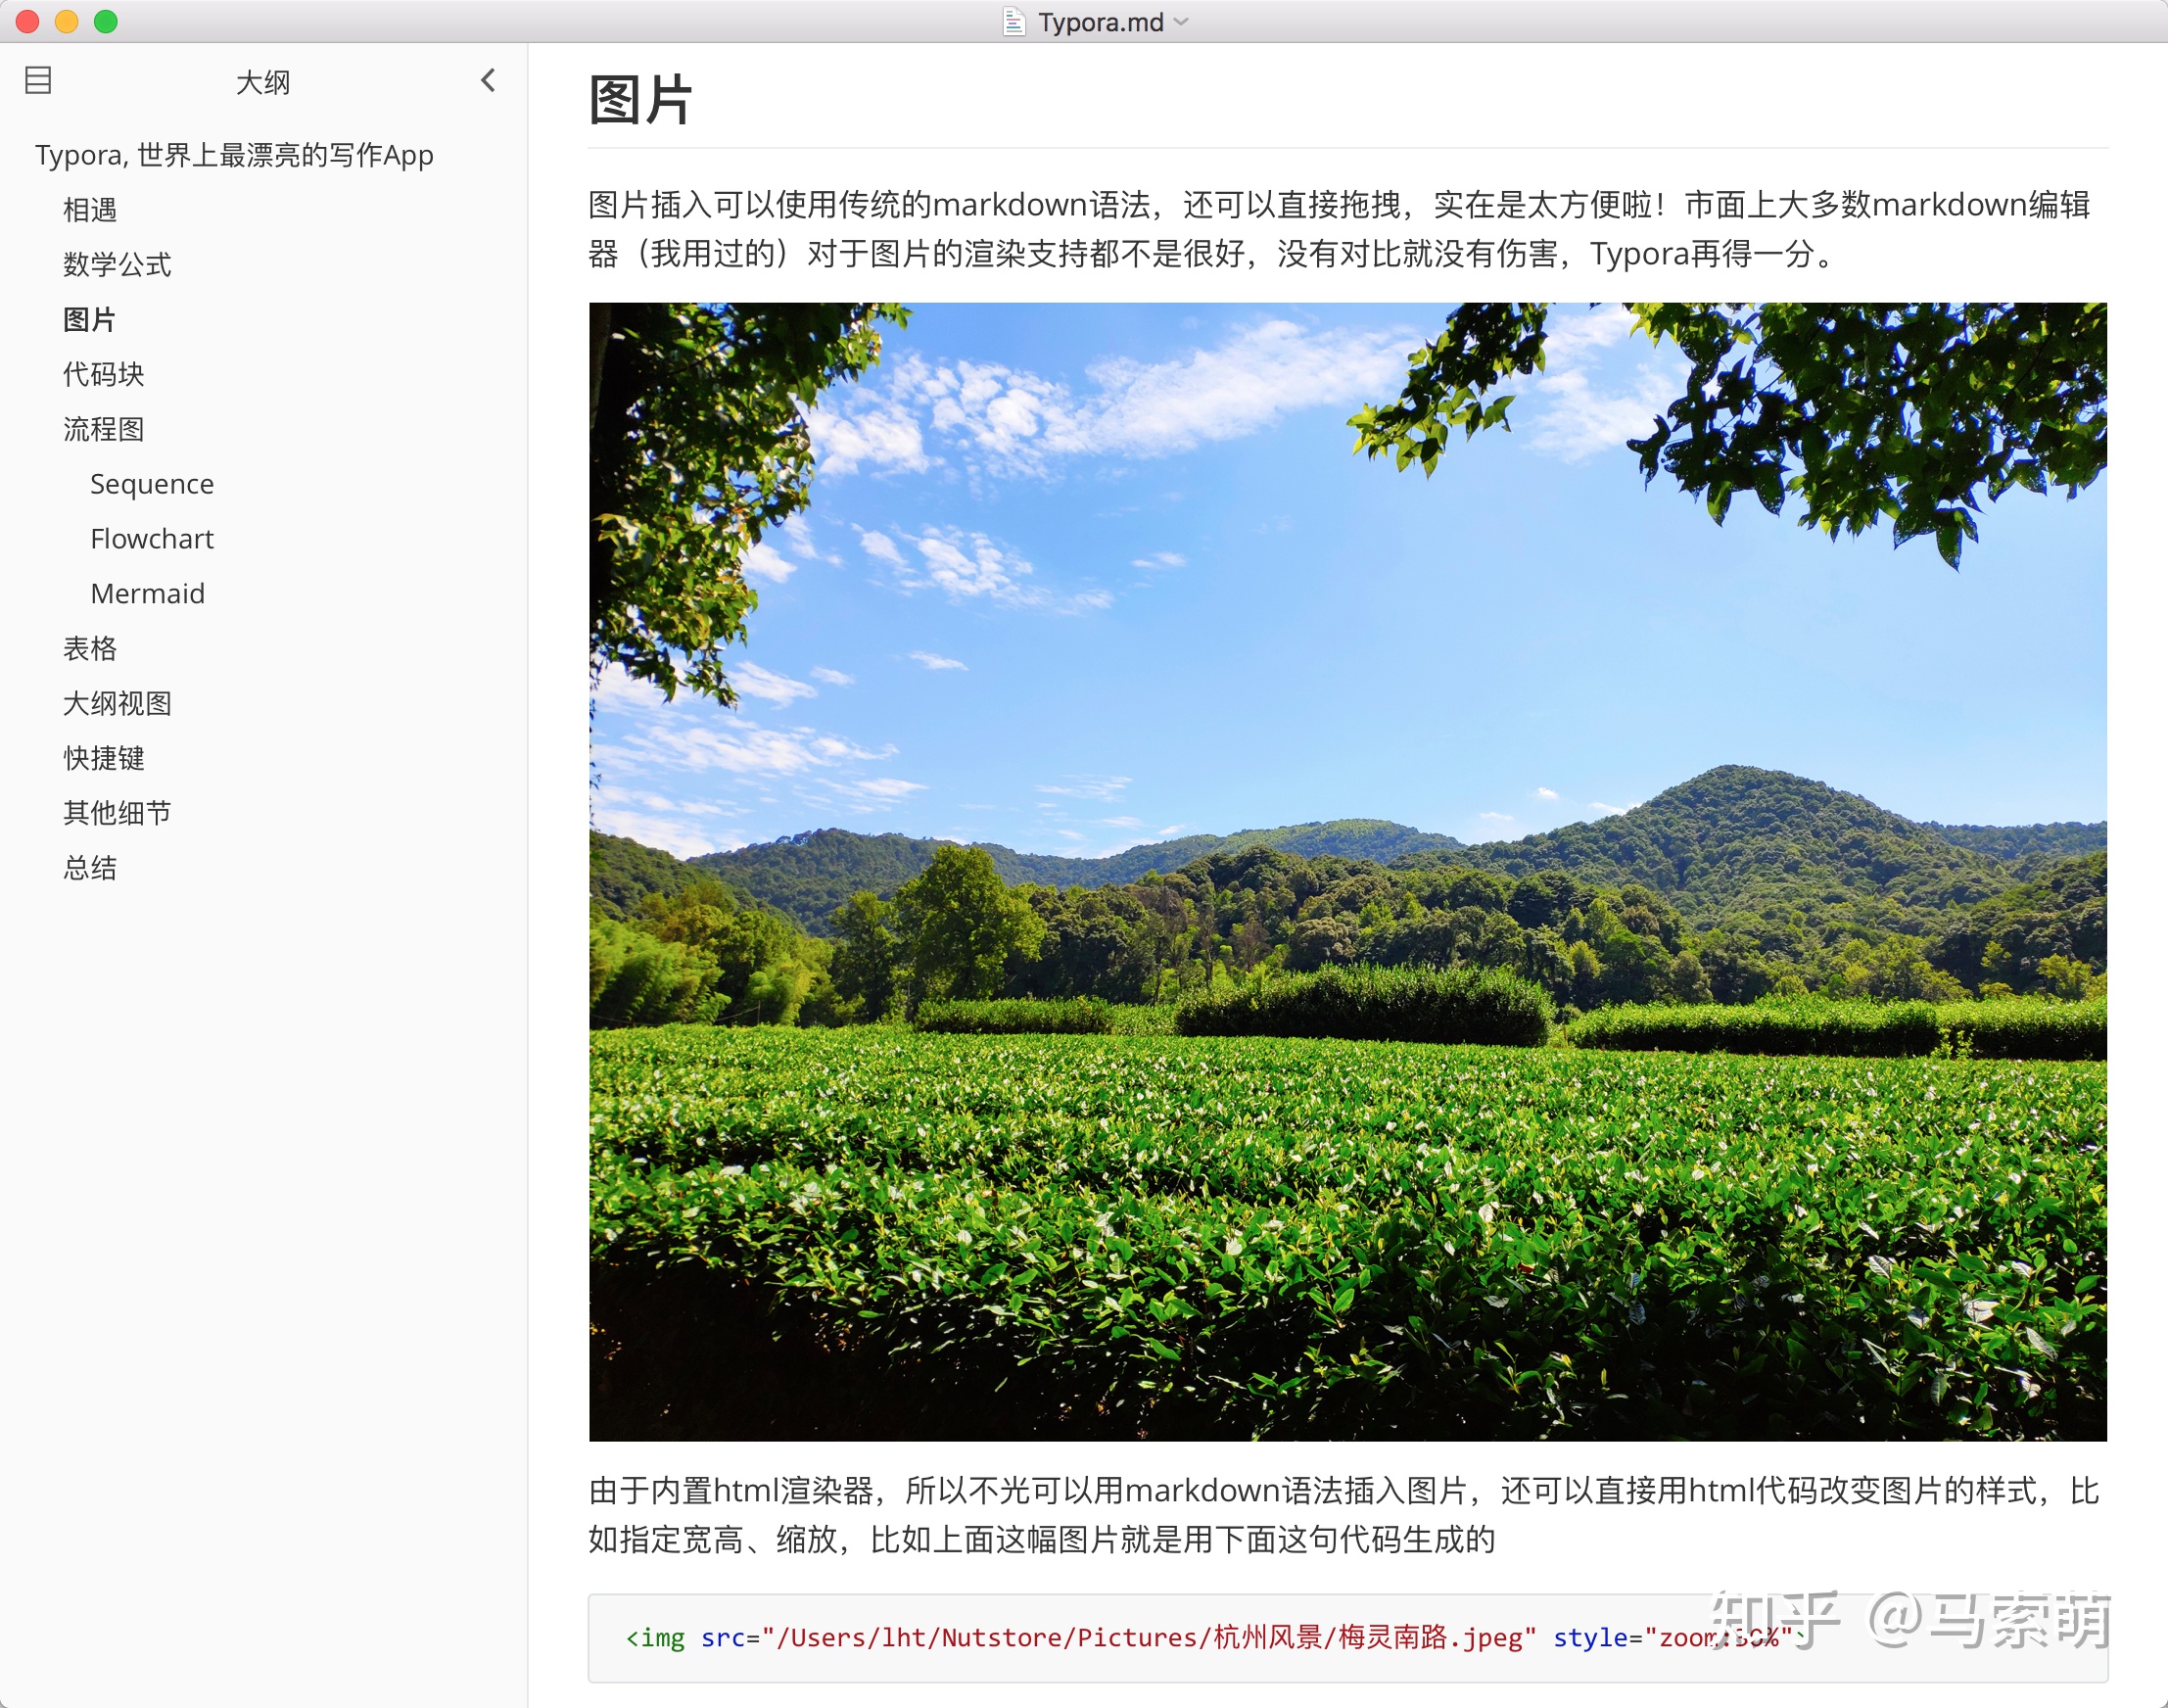 Typora.md
大纲
Typora, 世界上最漂亮的写作App
相遇
数学公式
图片
代码块
流程图
Sequence
Flowchart
Mermaid
表格
大纲视图
快捷键
其他细节
总结
图片
图片插入可以使用传统的markdown语法，还可以直接拖拽，实在是太方便啦！市面上大多数markdown编辑
器（我用过的）对于图片的渲染支持都不是很好，没有对比就没有伤害，Typora再得一分。
由于内置html渲染器，所以不光可以用markdown语法插入图片，还可以直接用html代码改变图片的样式，比
如指定宽高、缩放，比如上面这幅图片就是用下面这句代码生成的
<img src="/Users/lht/Nutstore/Pictures/杭州风景/梅灵南路.jpeg" style="zoom:50%">
知乎 @马索萌